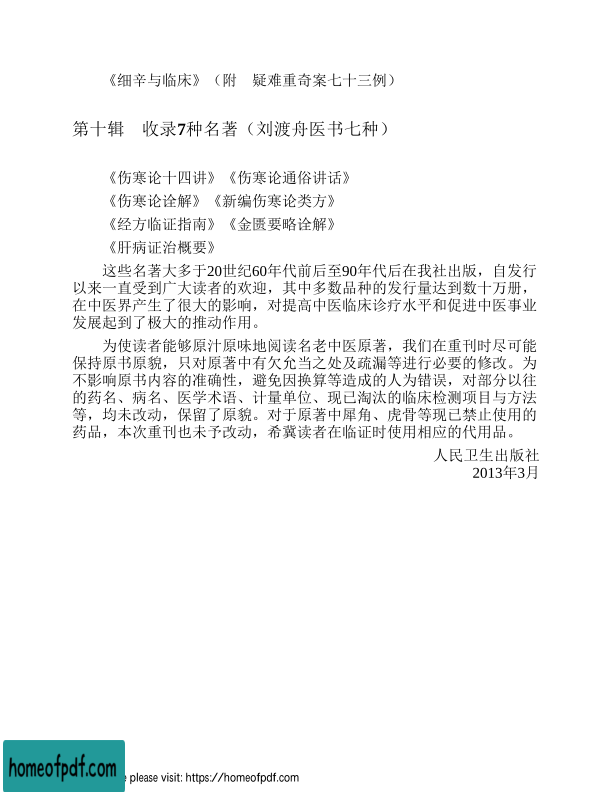 《细辛与临床》（附　疑难重奇案七十三例）
第十辑　收录7种名著（刘渡舟医书七种）
《伤寒论十四讲》《伤寒论通俗讲话》
《伤寒论诠解》《新编伤寒论类方》
《经方临证指南》《金匮要略诠解》
《肝病证治概要》
这些名著大多于20世纪60年代前后至90年代后在我社出版，自发行
以来一直受到广大读者的欢迎，其中多数品种的发行量达到数十万册，
在中医界产生了很大的影响，对提高中医临床诊疗水平和促进中医事业
发展起到了极大的推动作用。
为使读者能够原汁原味地阅读名老中医原著，我们在重刊时尽可能
保持原书原貌，只对原著中有欠允当之处及疏漏等进行必要的修改。为
不影响原书内容的准确性，避免因换算等造成的人为错误，对部分以往
的药名、病名、医学术语、计量单位、现已淘汰的临床检测项目与方法
等，均未改动，保留了原貌。对于原著中犀角、虎骨等现已禁止使用的
药品，本次重刊也未予改动，希冀读者在临证时使用相应的代用品。
人民卫生出版社
2013年3月
homeofpdf.com
please visit: https://homeofpdf.com